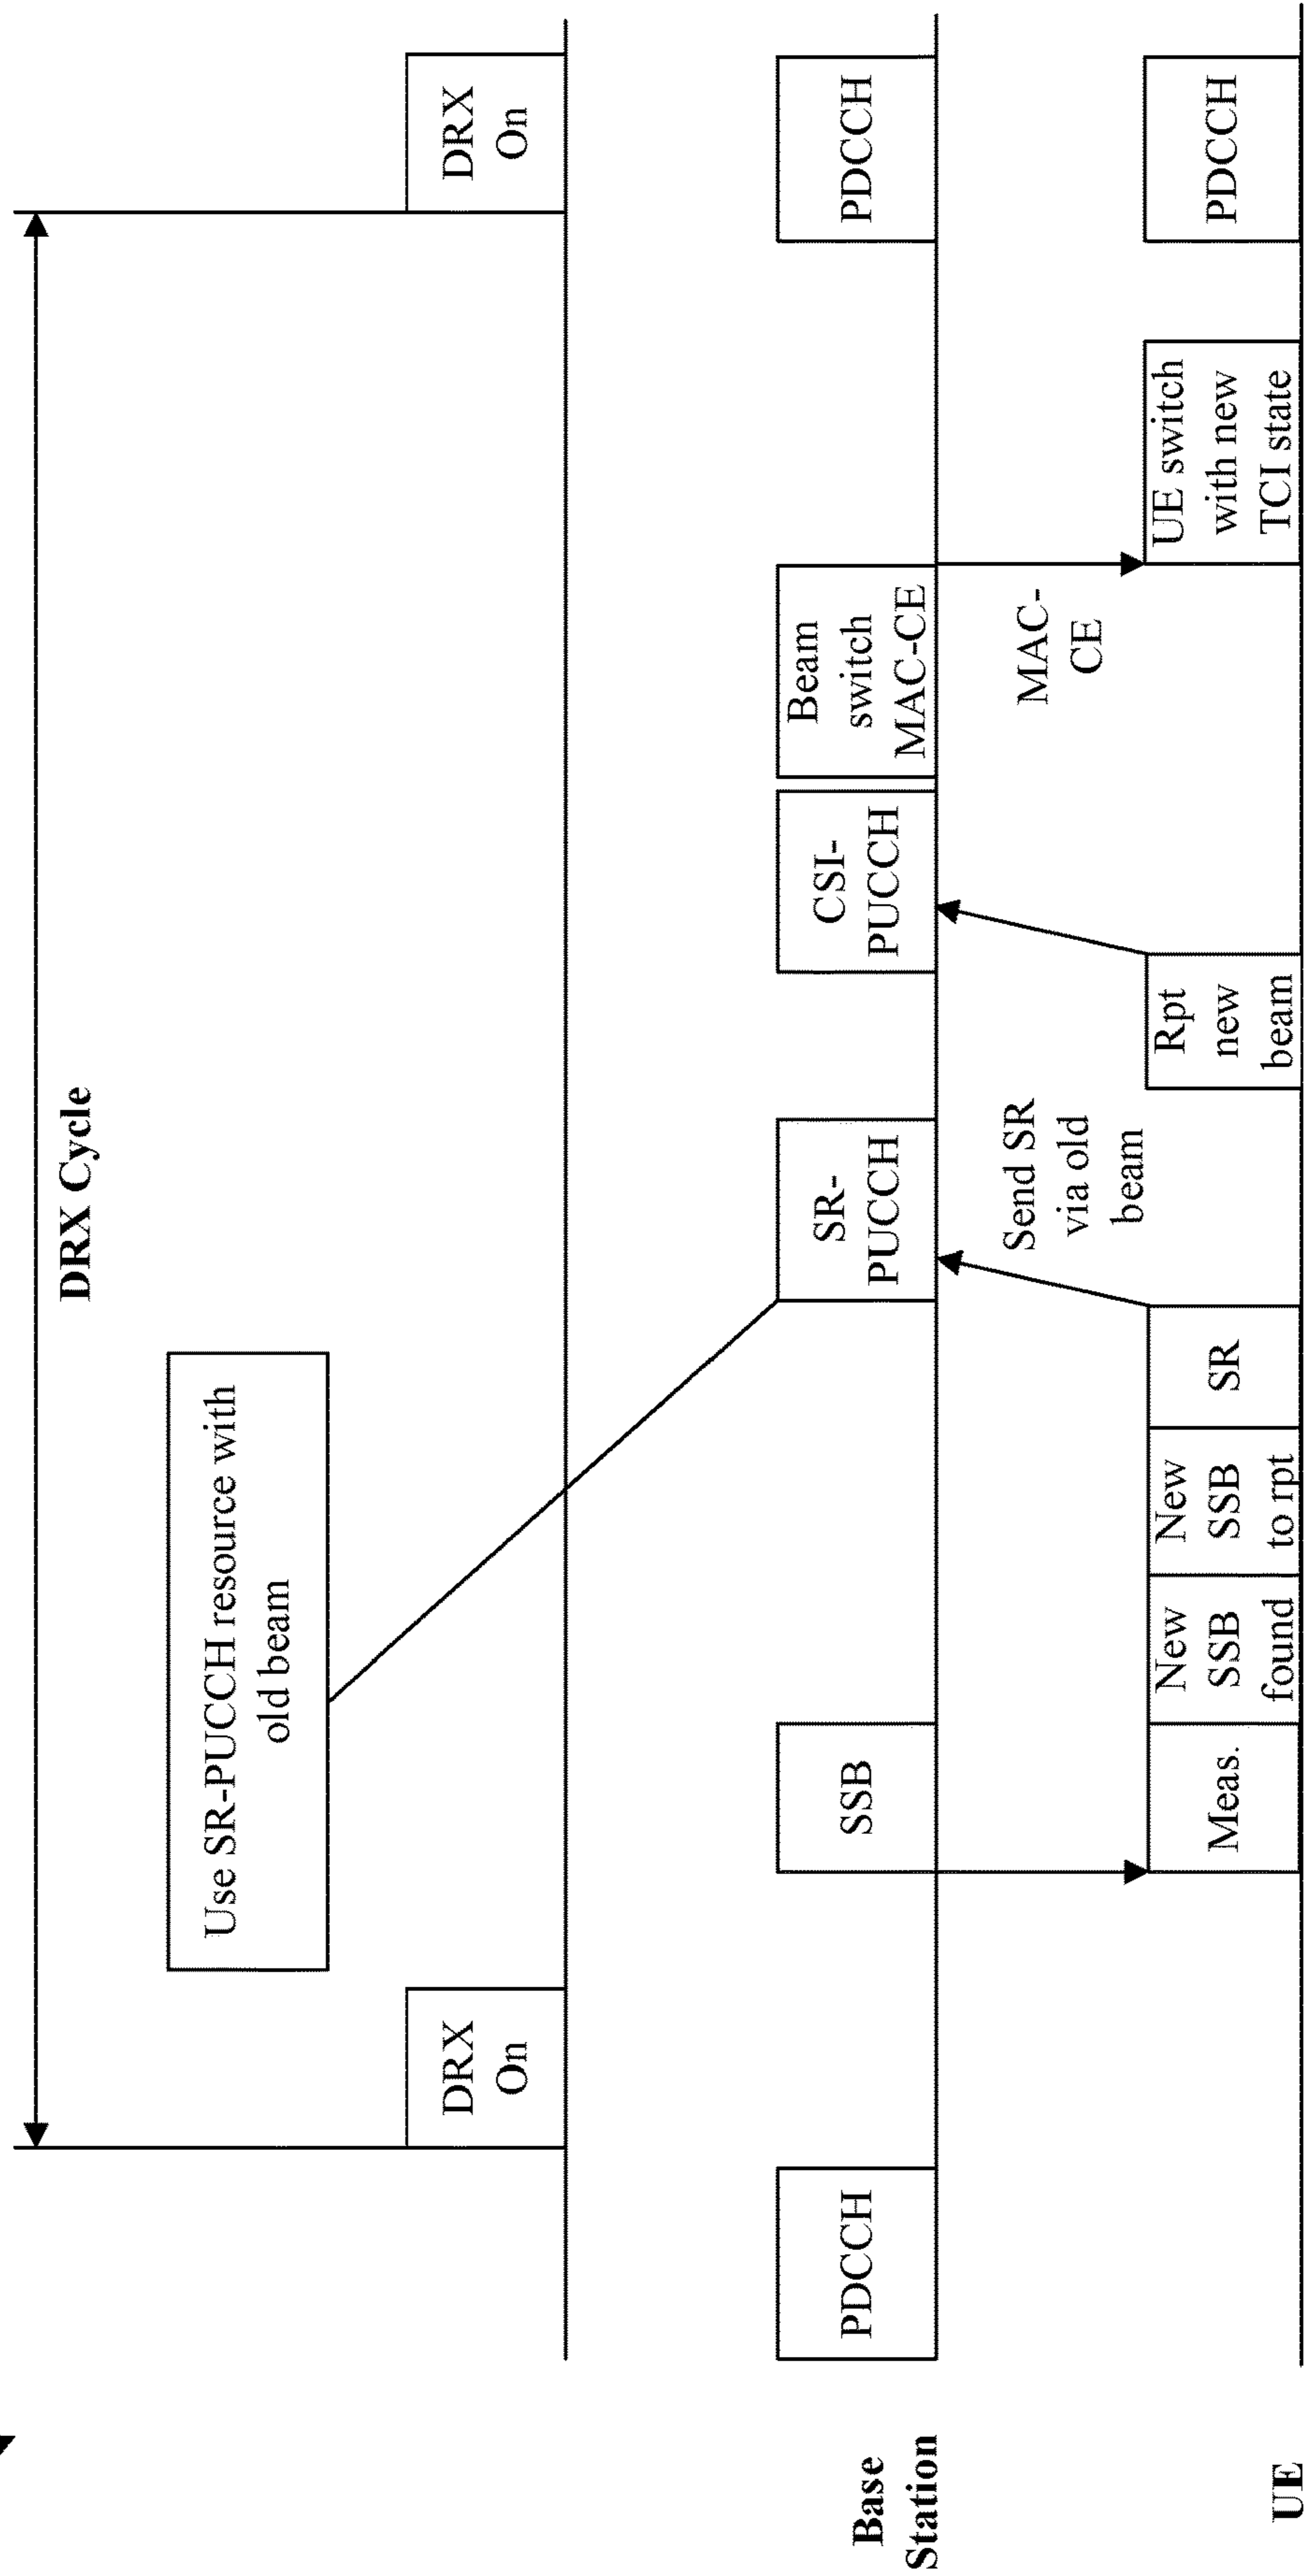 DRX Cycle
Use SR-PUCCH resource with
old beam
DRX
On
DRX
On
Base
Station
PDCCH
SSB
SR-
PUCCH
CSI-
PUCCH
Beam
switch
MAC-CE
PDCCH
Send SR
via old
beam
MAC-
CE
UE
Meas.
New
SSB
found
New
SSB
to rpt
SR
Rpt
new
beam
UE switch
with new
TCI state
PDCCH